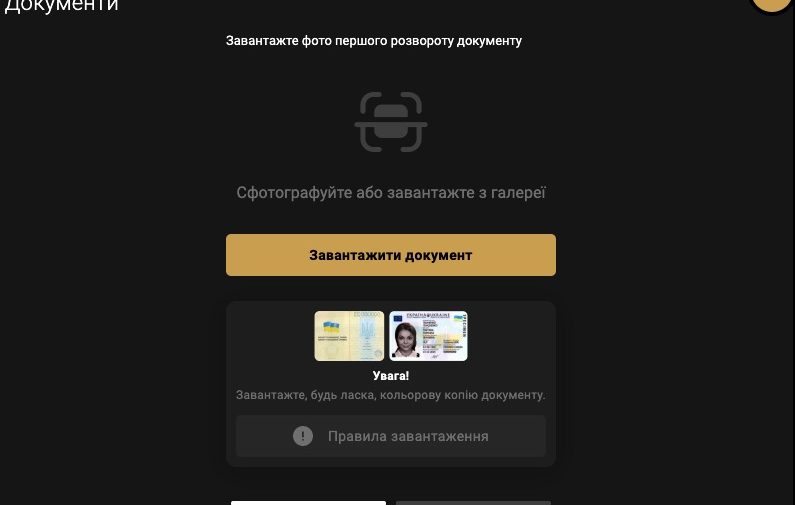 Документи
Завантажте фото першого розвороту документу
Сфотографуйте або завантажте з галереї
Завантажити документ
Увага!
Завантажте, будь ласка, кольорову копію документу.
Правила завантаження